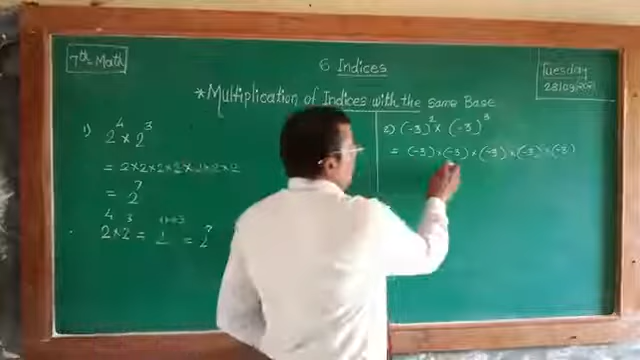 7th Math
6 Indices
Tuesday
28/09/2021
*Multiplication of Indices with the same Base
1) 2⁴ × 2³
= 2×2×2×2×2×2×2
= 2⁷
2⁴×2³ = 2⁴⁺³ = 2⁷
2) (-3)² × (-3)³
= (-3)×(-3)×(-3)×(-3)×(-3)